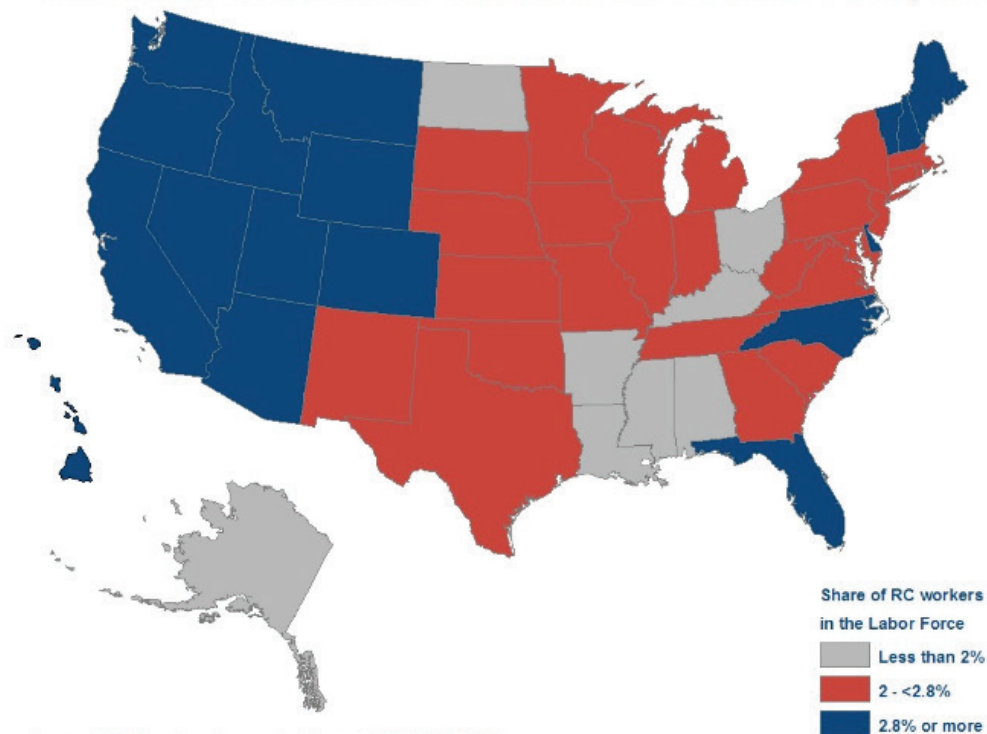 Share of RC workers
in the Labor Force
Less than 2%
2 - <2.8%
2.8% or more